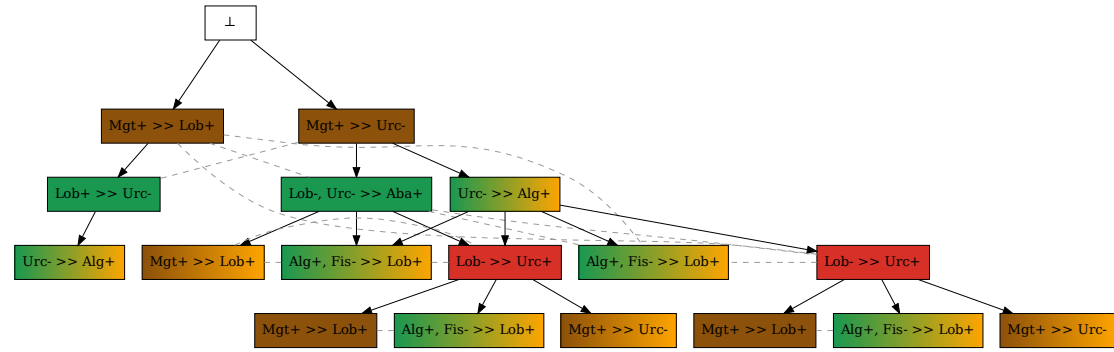 ⊥
Mgt+ >> Lob+
Mgt+ >> Urc-
Lob+ >> Urc-
Lob-, Urc- >> Aba+
Urc- >> Alg+
Urc- >> Alg+
Mgt+ >> Lob+
Alg+, Fis- >> Lob+
Lob- >> Urc+
Alg+, Fis- >> Lob+
Lob- >> Urc+
Mgt+ >> Lob+
Alg+, Fis- >> Lob+
Mgt+ >> Urc-
Mgt+ >> Lob+
Alg+, Fis- >> Lob+
Mgt+ >> Urc-